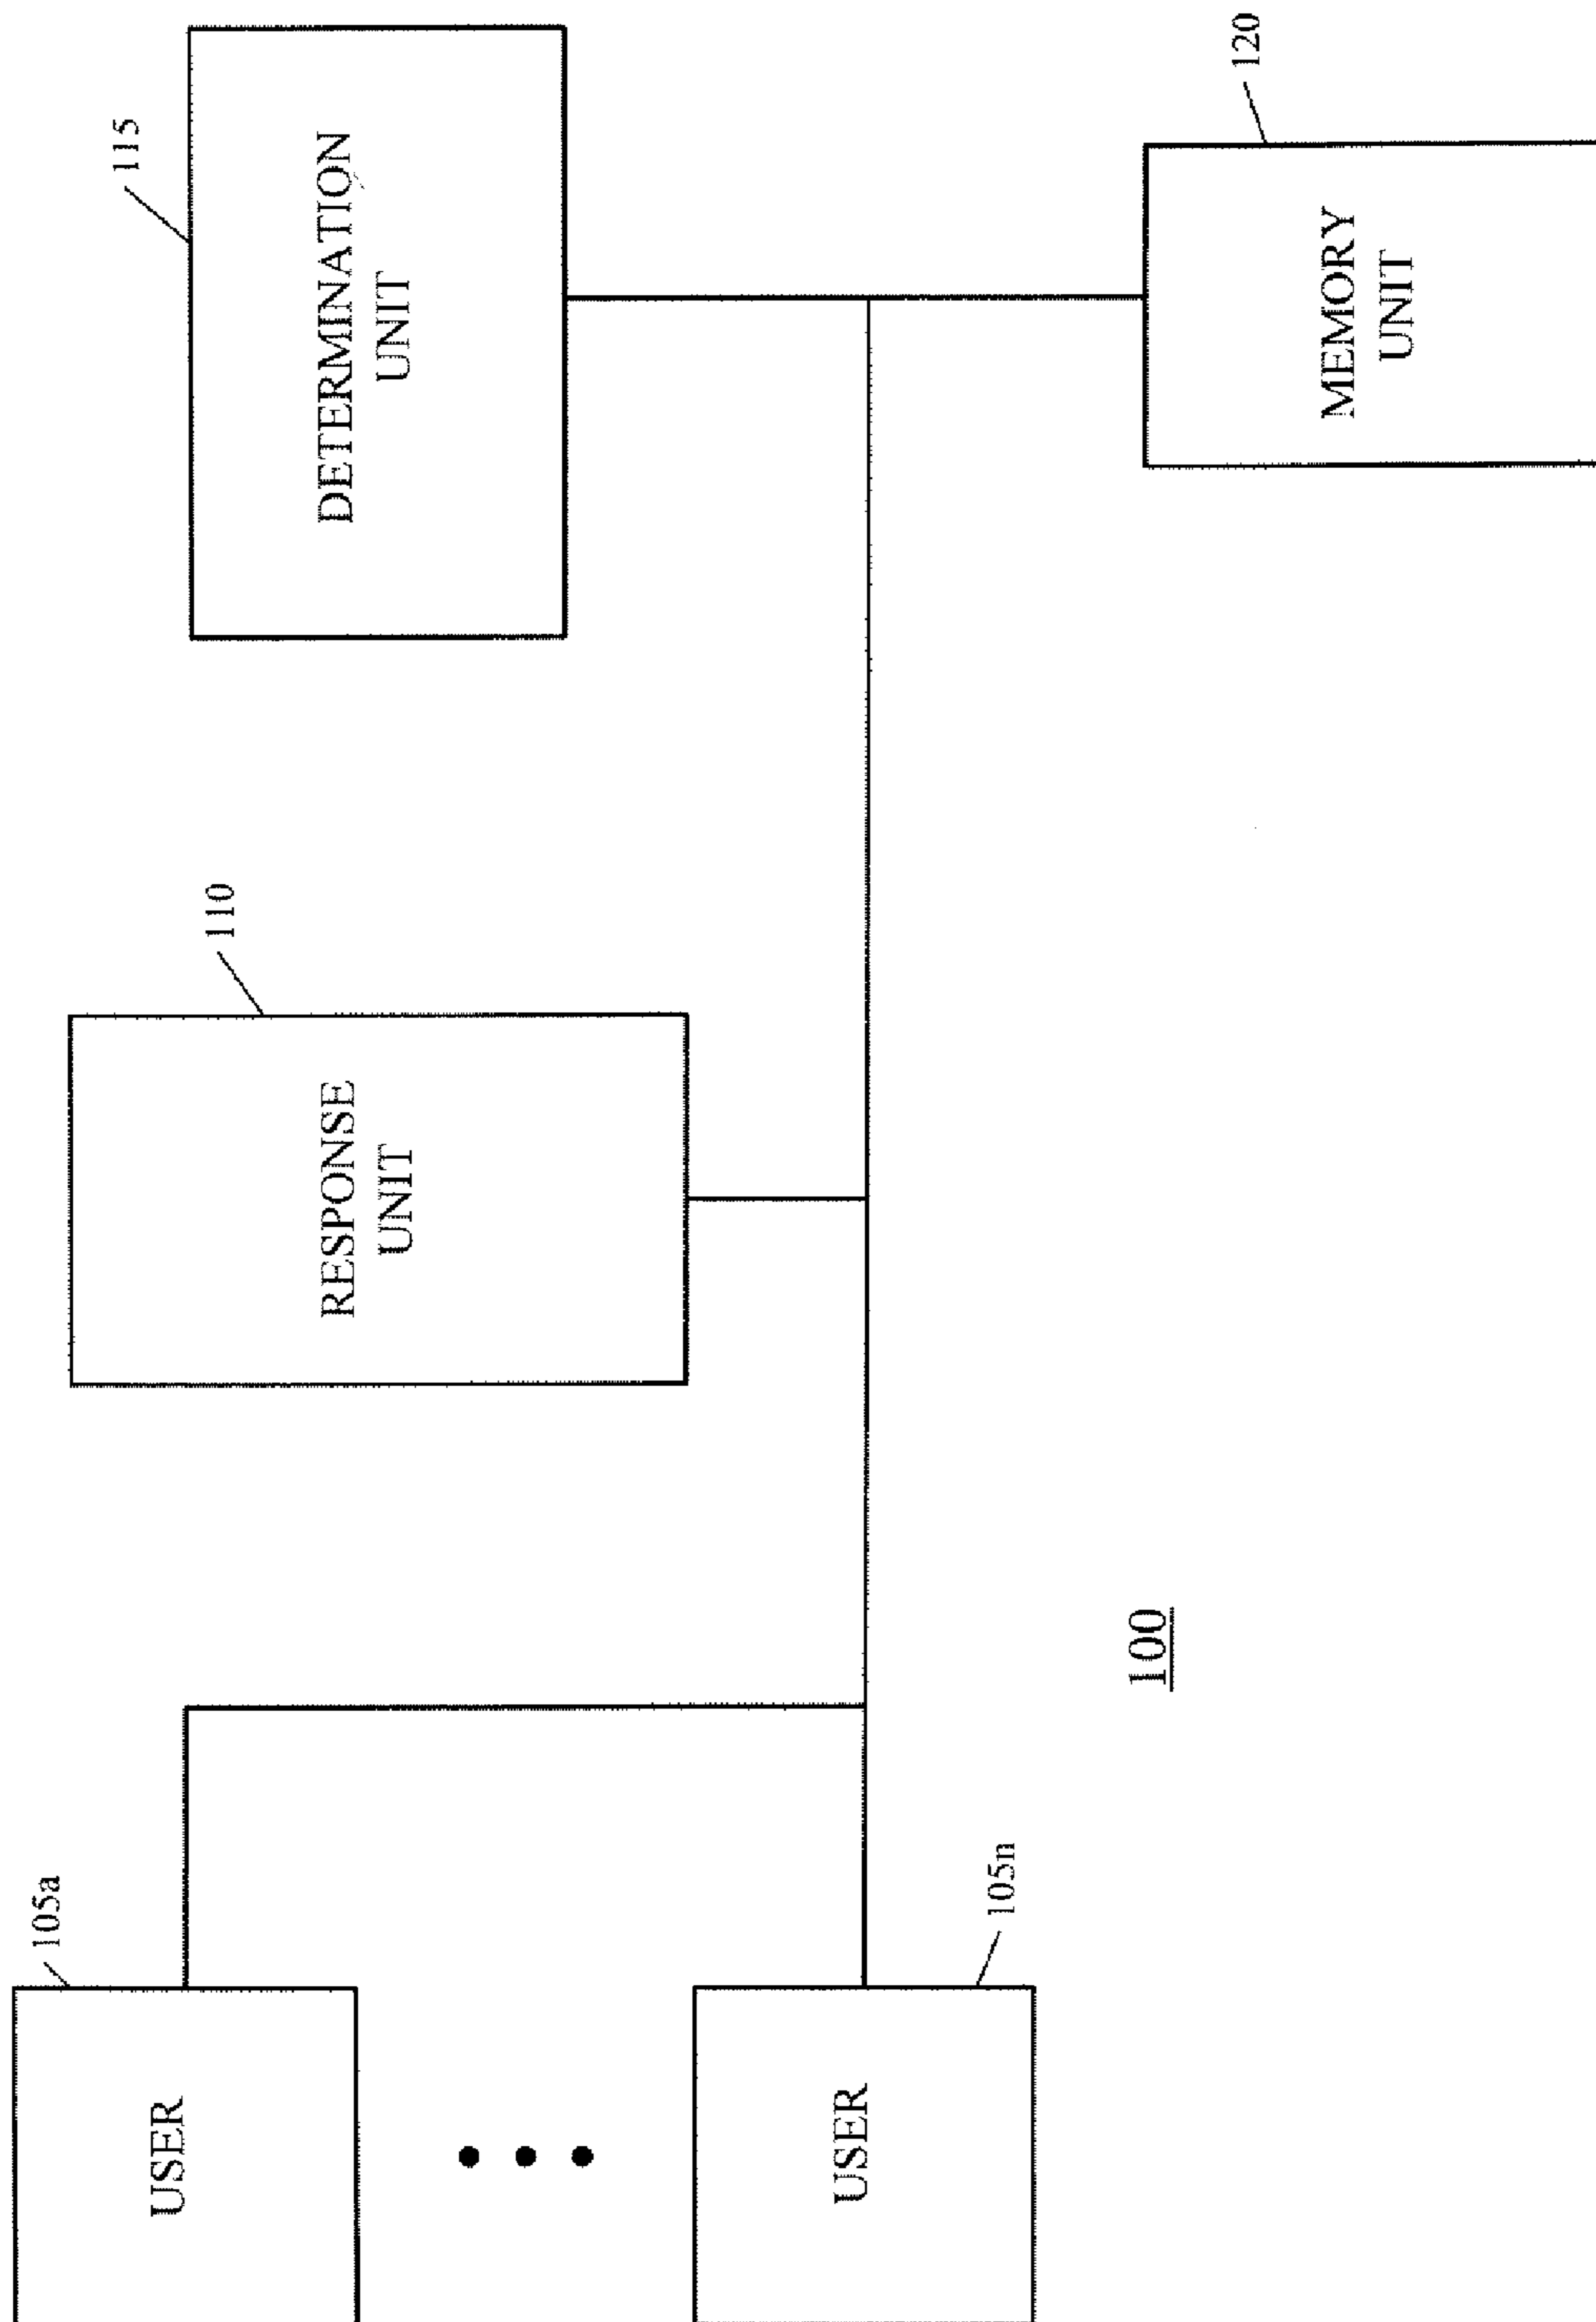 USER
105a
USER
105n
RESPONSE
UNIT
110
DETERMINATION
UNIT
115
MEMORY
UNIT
120
100